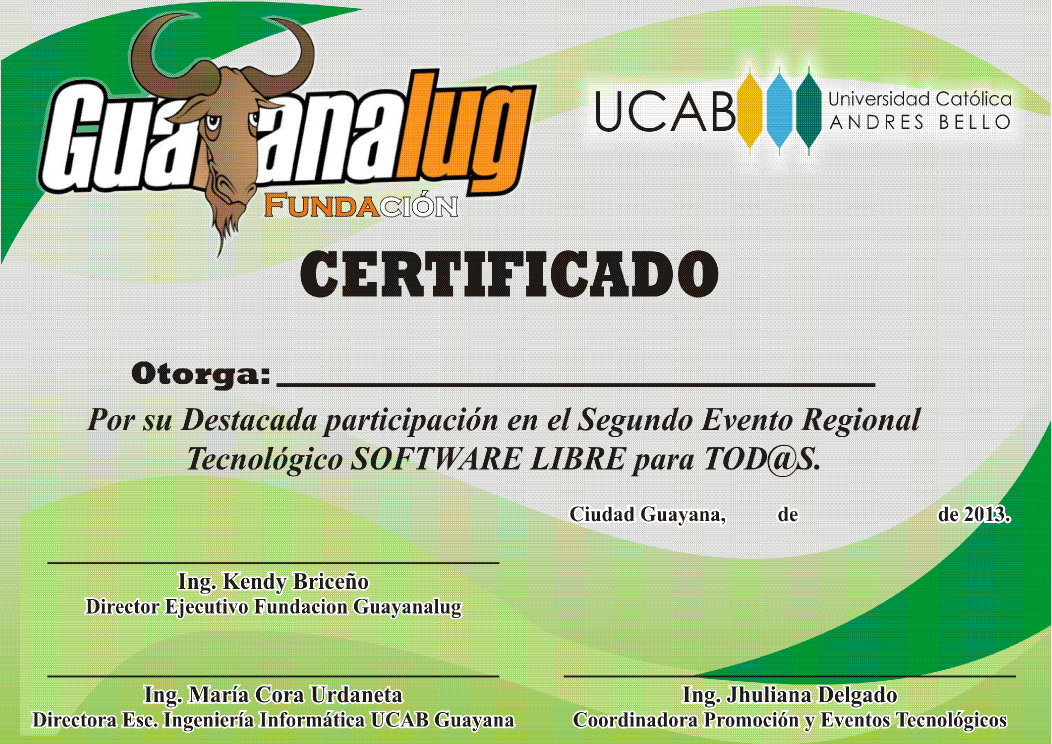 Guayanalug
FUNDACIÓN
UCAB
Universidad Católica
ANDRES BELLO
CERTIFICADO
Otorga:
Por su Destacada participación en el Segundo Evento Regional
Tecnológico SOFTWARE LIBRE para TOD@S.
Ciudad Guayana, de de 2013.
Ing. Kendy Briceño
Director Ejecutivo Fundacion Guayanalug
Ing. María Cora Urdaneta
Directora Esc. Ingeniería Informática UCAB Guayana
Ing. Jhuliana Delgado
Coordinadora Promoción y Eventos Tecnológicos